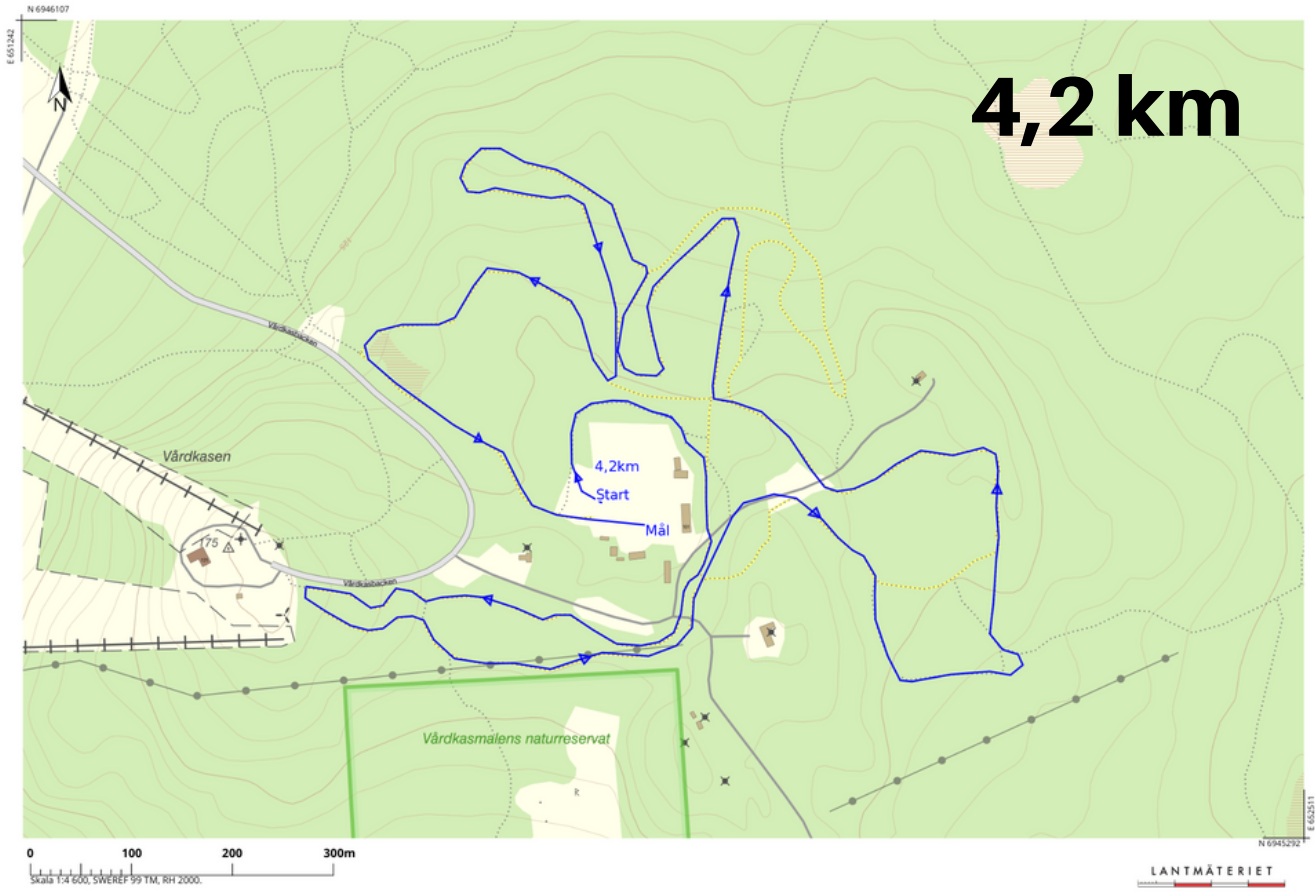 N 6946107
E 651242
N
4,2 km
Vårdkasbacken
Vårdkasen
4,2km
Start
Mål
175
Vårdkasbacken
Vårdkasmalens naturreservat
R
E 652511
N 6945292
0 100 200 300m
Skala 1:4 600, SWEREF 99 TM, RH 2000.
LANTMÄTERIET